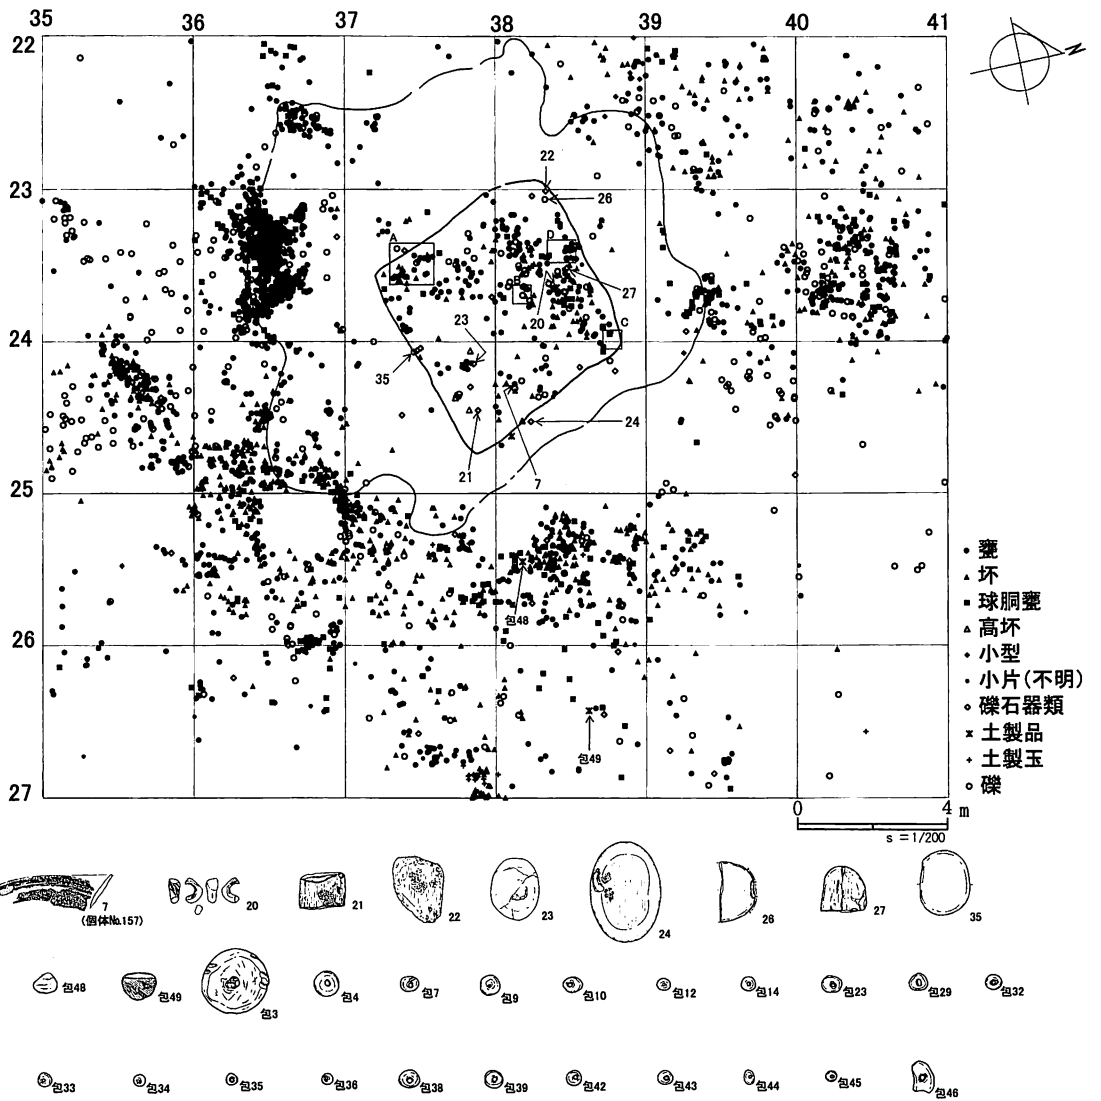 35 36 37 38 39 40 41
22
23
24
25
26
27
N
22
26
A
D
B
27
20
23
C
35
24
21
7
包48
包49
甕
坏
球胴甕
高坏
小型
小片(不明)
礫石器類
土製品
土製玉
礫
0 4 m
s =1/200
7 20 21 22 23 24 26 27 35
(個体No.157)
包48 包49 包3 包4 包7 包9 包10 包12 包14 包23 包29 包32
包33 包34 包35 包36 包38 包39 包42 包43 包44 包45 包46